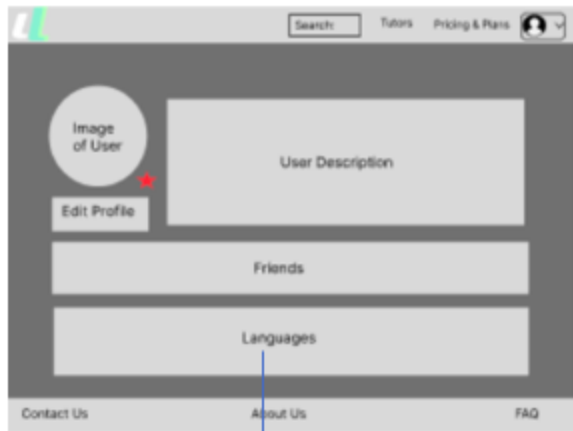 Search:
Tutors
Pricing & Plans
Image
of User
User Description
Edit Profile
Friends
Languages
Contact Us
About Us
FAQ